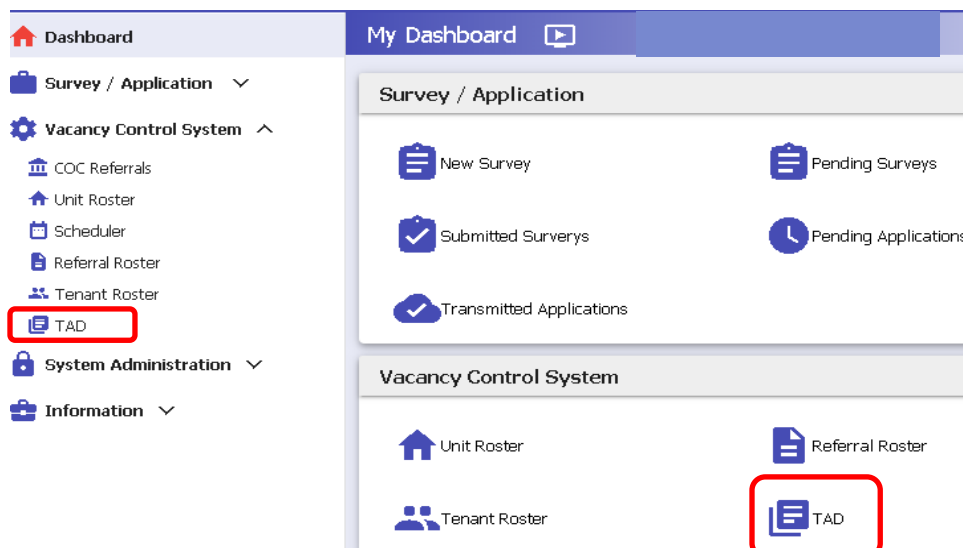 Dashboard
Survey / Application
Vacancy Control System
COC Referrals
Unit Roster
Scheduler
Referral Roster
Tenant Roster
TAD
System Administration
Information
My Dashboard
Survey / Application
New Survey
Pending Surveys
Submitted Surverys
Pending Applications
Transmitted Applications
Vacancy Control System
Unit Roster
Referral Roster
Tenant Roster
TAD